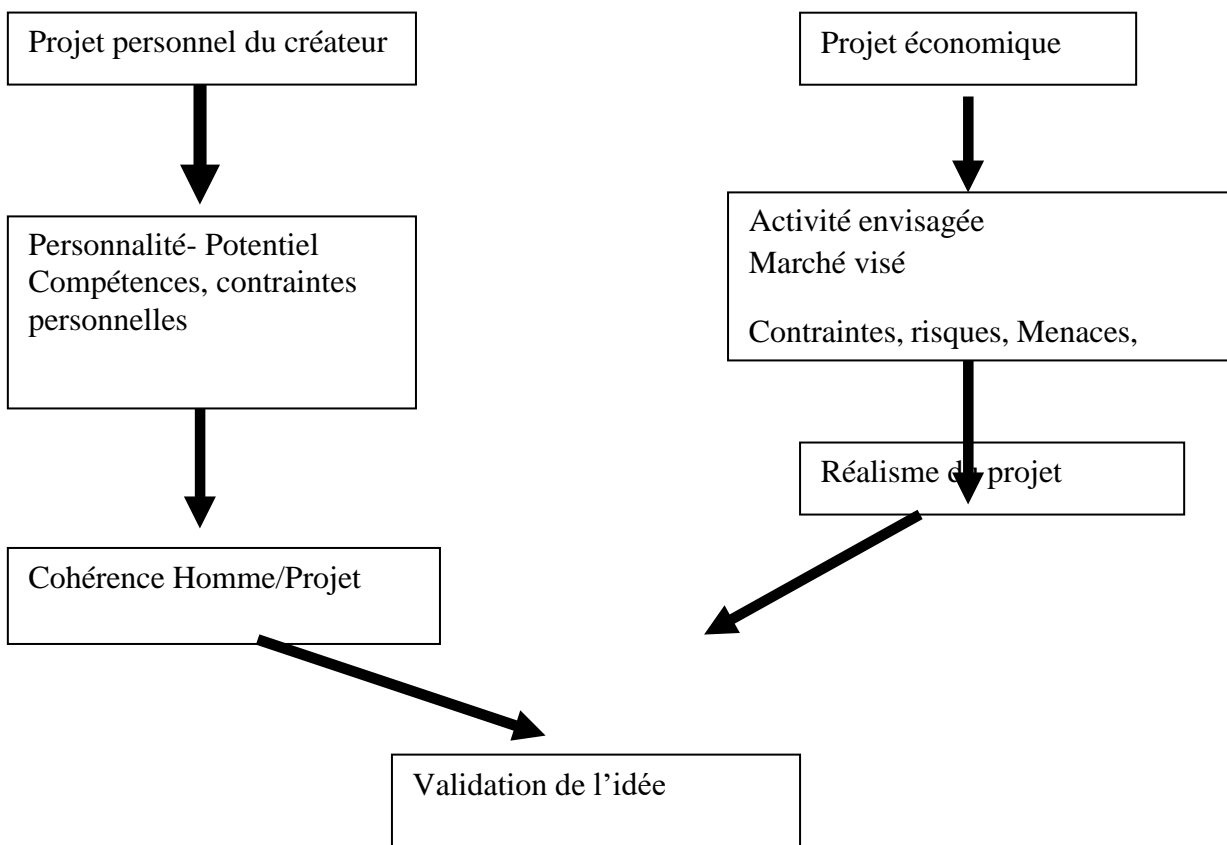 Projet personnel du créateur
Projet économique
Personnalité- Potentiel
Compétences, contraintes
personnelles
Activité envisagée
Marché visé
Contraintes, risques, Menaces,
Réalisme du projet
Cohérence Homme/Projet
Validation de l’idée